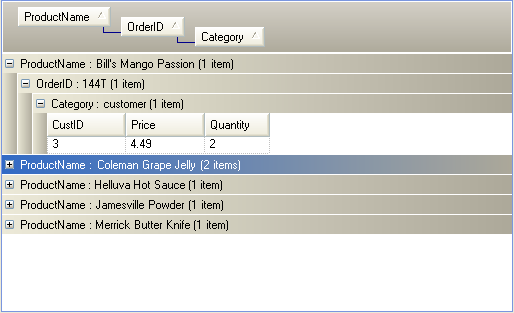 ProductName
OrderID
Category
ProductName : Bill's Mango Passion (1 item)
OrderID : 144T (1 item)
Category : customer (1 item)
CustID Price Quantity
3 4.49 2
ProductName : Coleman Grape Jelly (2 items)
ProductName : Helluva Hot Sauce (1 item)
ProductName : Jamesville Powder (1 item)
ProductName : Merrick Butter Knife (1 item)